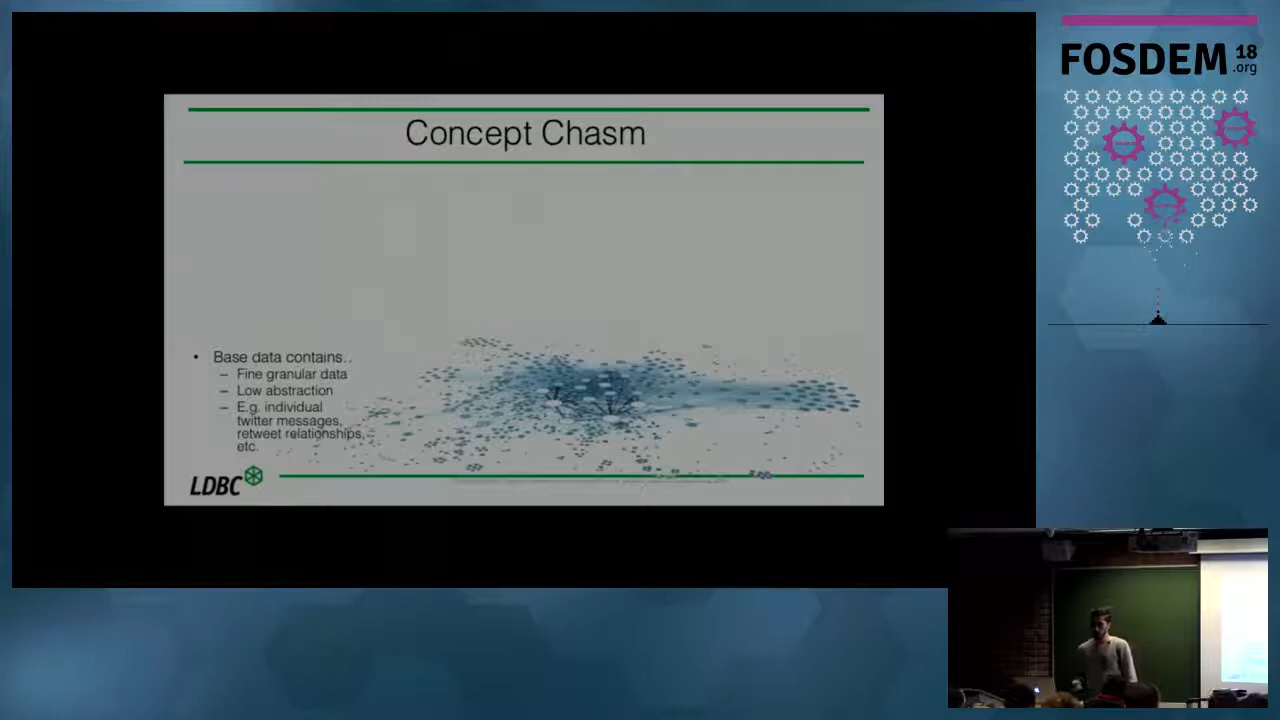 Concept Chasm
• Base data contains..
– Fine granular data
– Low abstraction
– E.g. individual
twitter messages,
retweet relationships,
etc.
LDBC
FOSDEM 18
.org